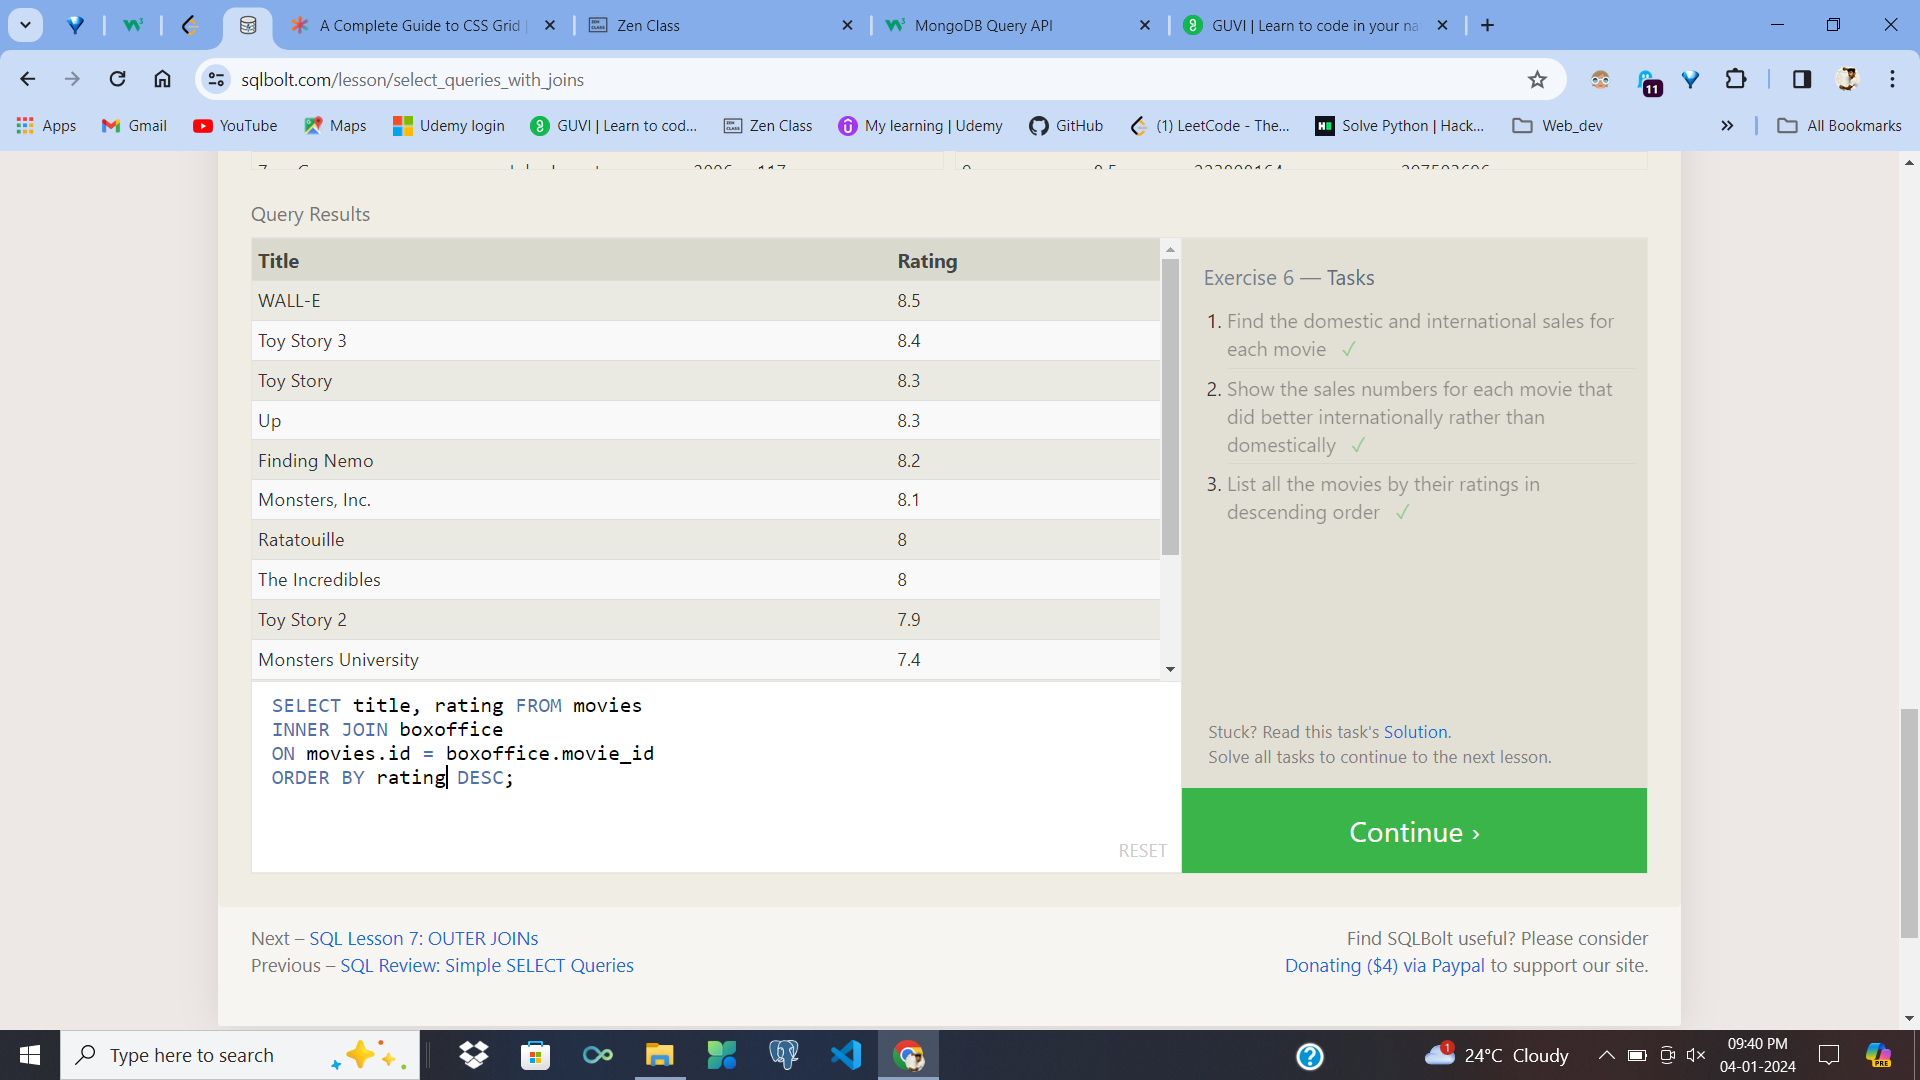 A Complete Guide to CSS Grid
Zen Class
MongoDB Query API
GUVI | Learn to code in your na
sqlbolt.com/lesson/select_queries_with_joins
11
Apps
Gmail
YouTube
Maps
Udemy login
GUVI | Learn to cod...
Zen Class
My learning | Udemy
GitHub
(1) LeetCode - The...
Solve Python | Hack...
Web_dev
All Bookmarks
Query Results
Title Rating
WALL-E 8.5
Toy Story 3 8.4
Toy Story 8.3
Up 8.3
Finding Nemo 8.2
Monsters, Inc. 8.1
Ratatouille 8
The Incredibles 8
Toy Story 2 7.9
Monsters University 7.4
SELECT title, rating FROM movies
INNER JOIN boxoffice
ON movies.id = boxoffice.movie_id
ORDER BY rating DESC;
RESET
Exercise 6 — Tasks
1. Find the domestic and international sales for
each movie ✓
2. Show the sales numbers for each movie that
did better internationally rather than
domestically ✓
3. List all the movies by their ratings in
descending order ✓
Stuck? Read this task's Solution.
Solve all tasks to continue to the next lesson.
Continue ›
Next – SQL Lesson 7: OUTER JOINs
Previous – SQL Review: Simple SELECT Queries
Find SQLBolt useful? Please consider
Donating ($4) via Paypal to support our site.
Type here to search
1
24°C Cloudy
09:40 PM
04-01-2024
PRE